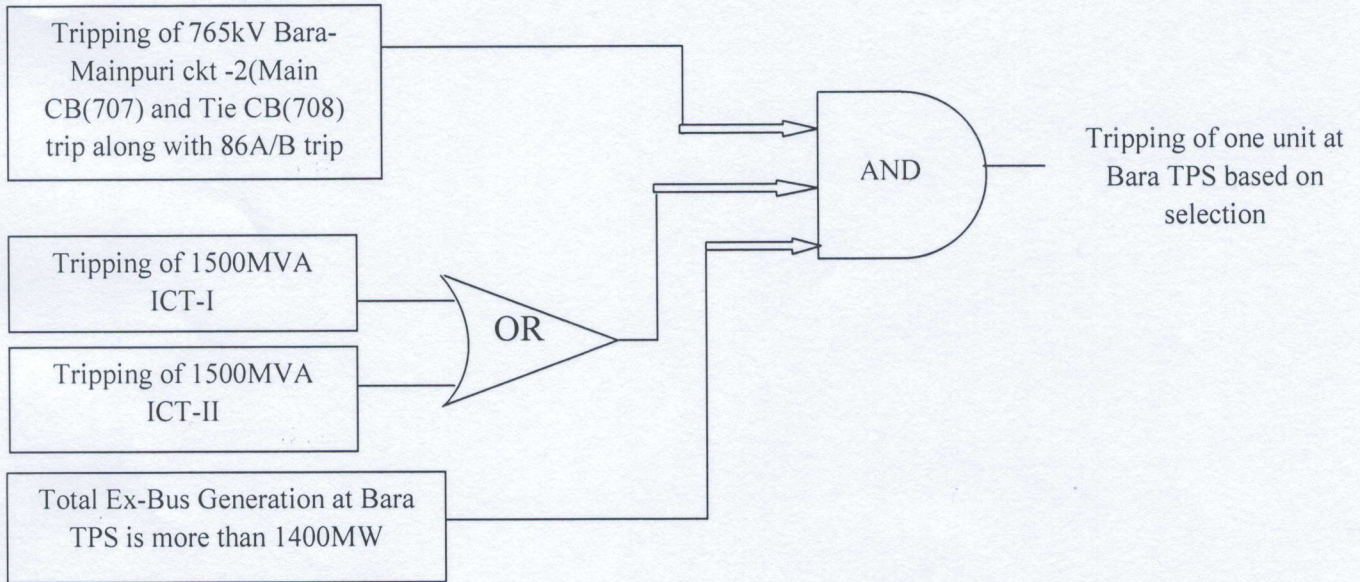 Tripping of 765kV Bara-
Mainpuri ckt -2(Main
CB(707) and Tie CB(708)
trip along with 86A/B trip
Tripping of 1500MVA
ICT-I
Tripping of 1500MVA
ICT-II
Total Ex-Bus Generation at Bara
TPS is more than 1400MW
OR
AND
Tripping of one unit at
Bara TPS based on
selection